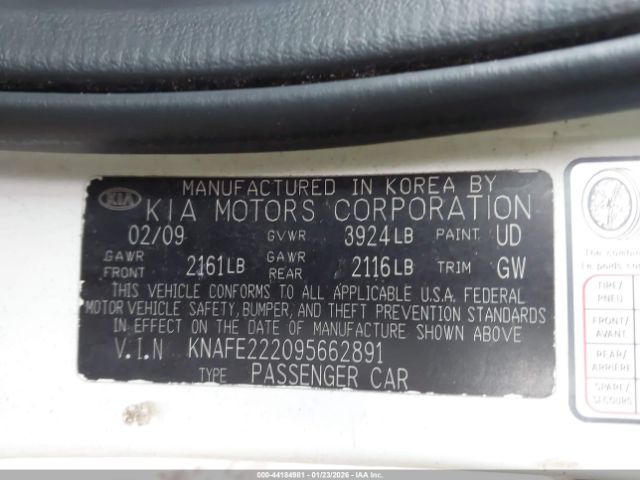 MANUFACTURED IN KOREA BY
KIA KIA MOTORS CORPORATION
02/09 GVWR 3924LB PAINT UD
GAWR FRONT 2161LB GAWR REAR 2116LB TRIM GW
THIS VEHICLE CONFORMS TO ALL APPLICABLE U.S.A. FEDERAL
MOTOR VEHICLE SAFETY, BUMPER, AND THEFT PREVENTION STANDARDS
IN EFFECT ON THE DATE OF MANUFACTURE SHOWN ABOVE
V.I.N KNAFE222095662891
TYPE PASSENGER CAR
The combin
TIRE/
PNEU
FRONT/
AVANT
REAR/
ARRIÈRE
SPARE/
SECOURS
000-44184981 - 01/23/2026 - IAA Inc.